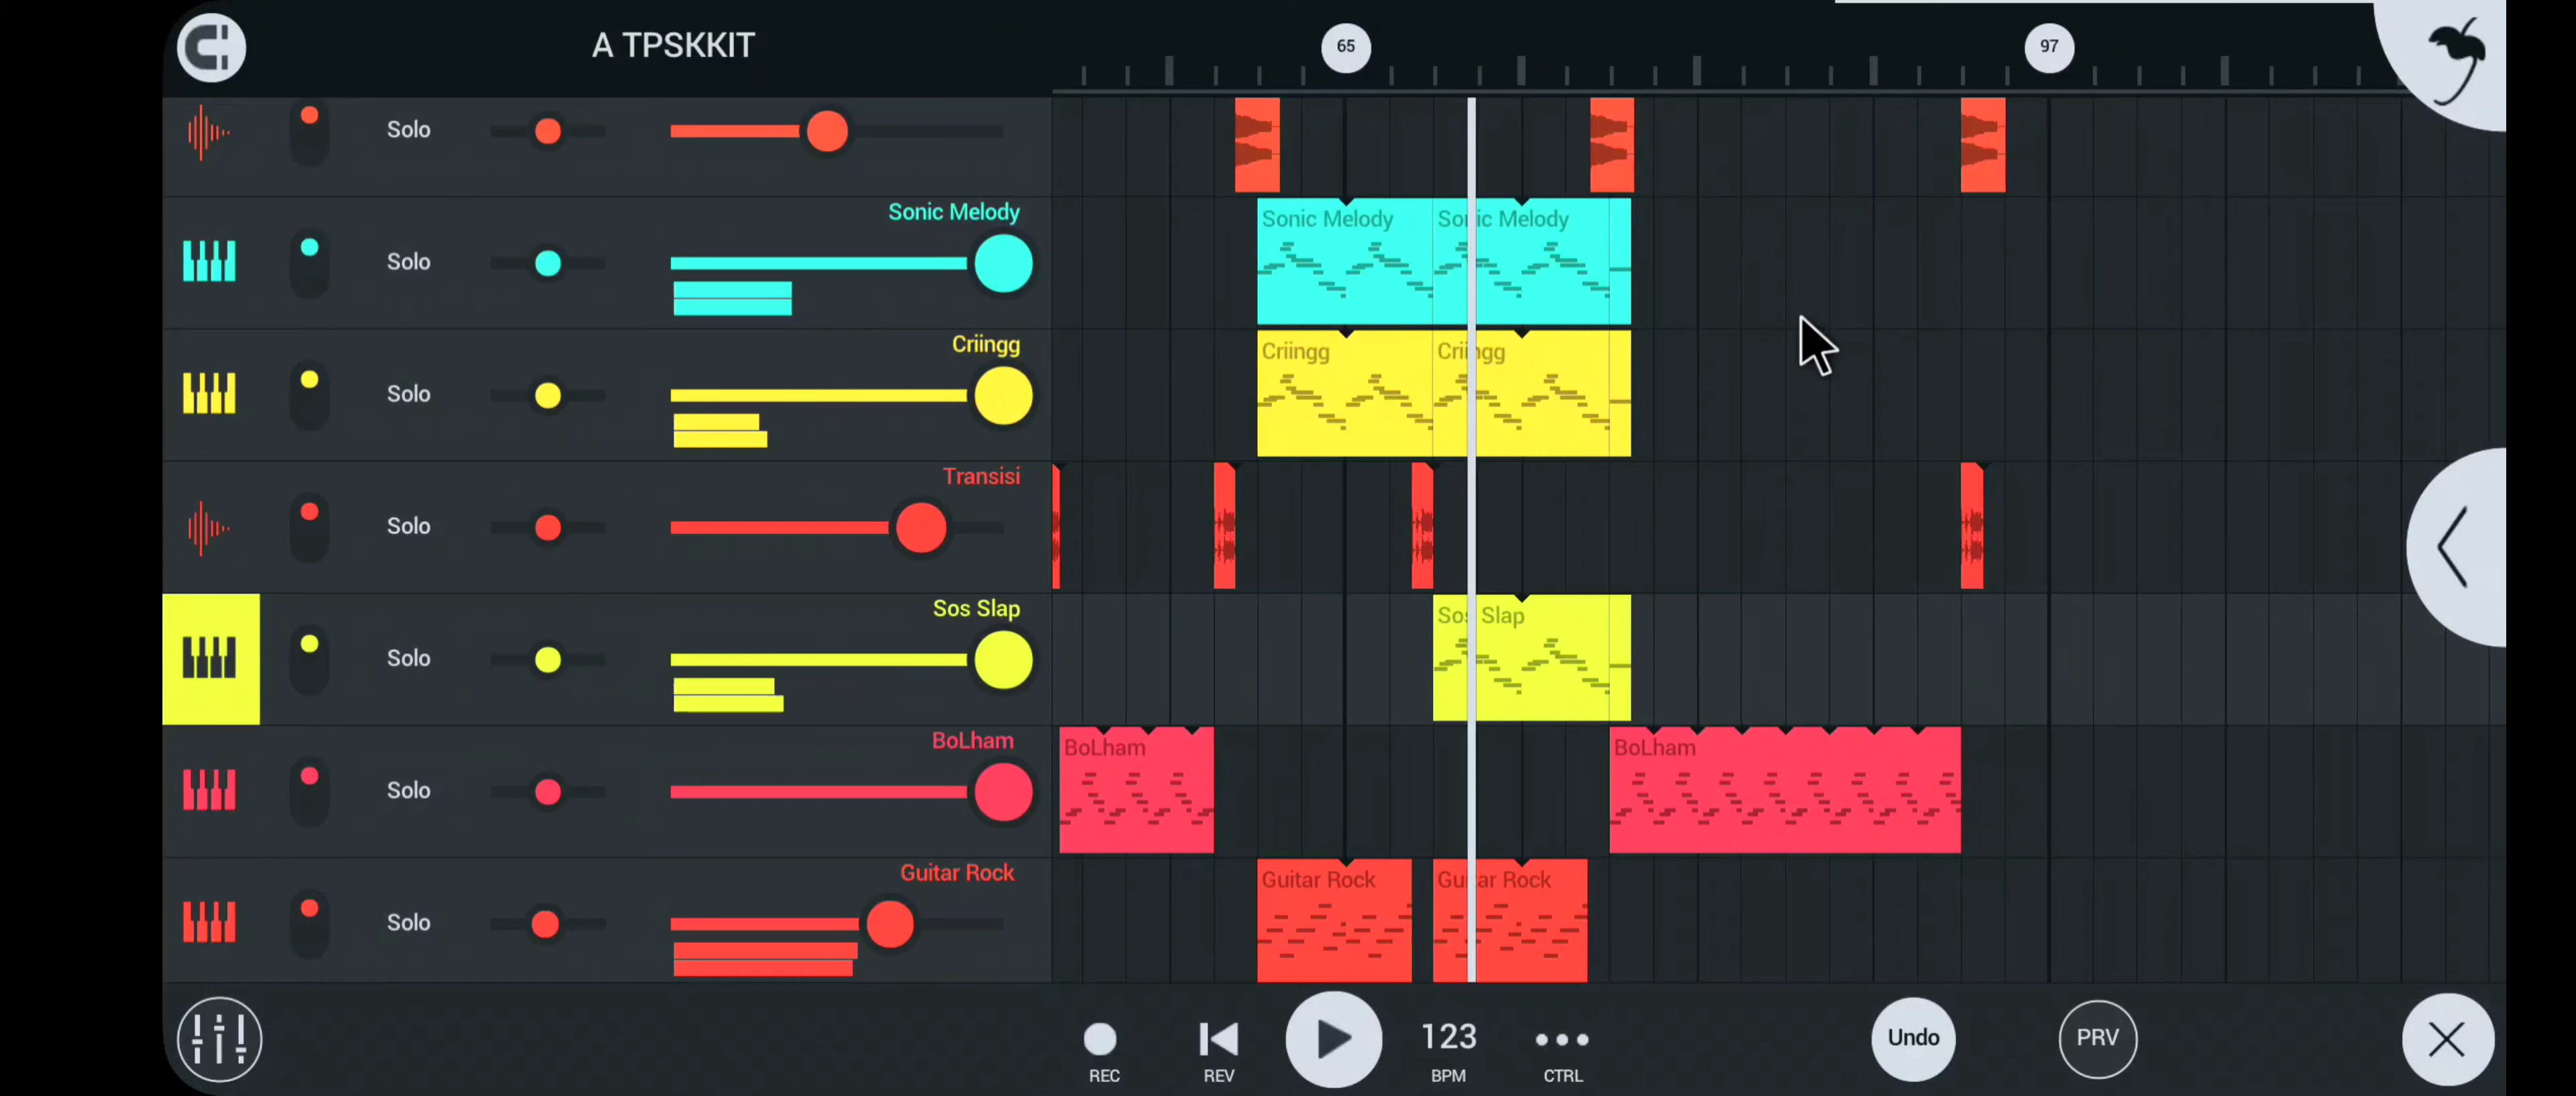 A TPSKKIT
65
97
Solo
Sonic Melody
Solo
Sonic Melody
Sonic Melody
Criingg
Solo
Criingg
Criingg
Transisi
Solo
Sos Slap
Solo
Sos Slap
BoLham
Solo
BoLham
BoLham
Guitar Rock
Solo
Guitar Rock
Guitar Rock
REC
REV
123
BPM
CTRL
Undo
PRV